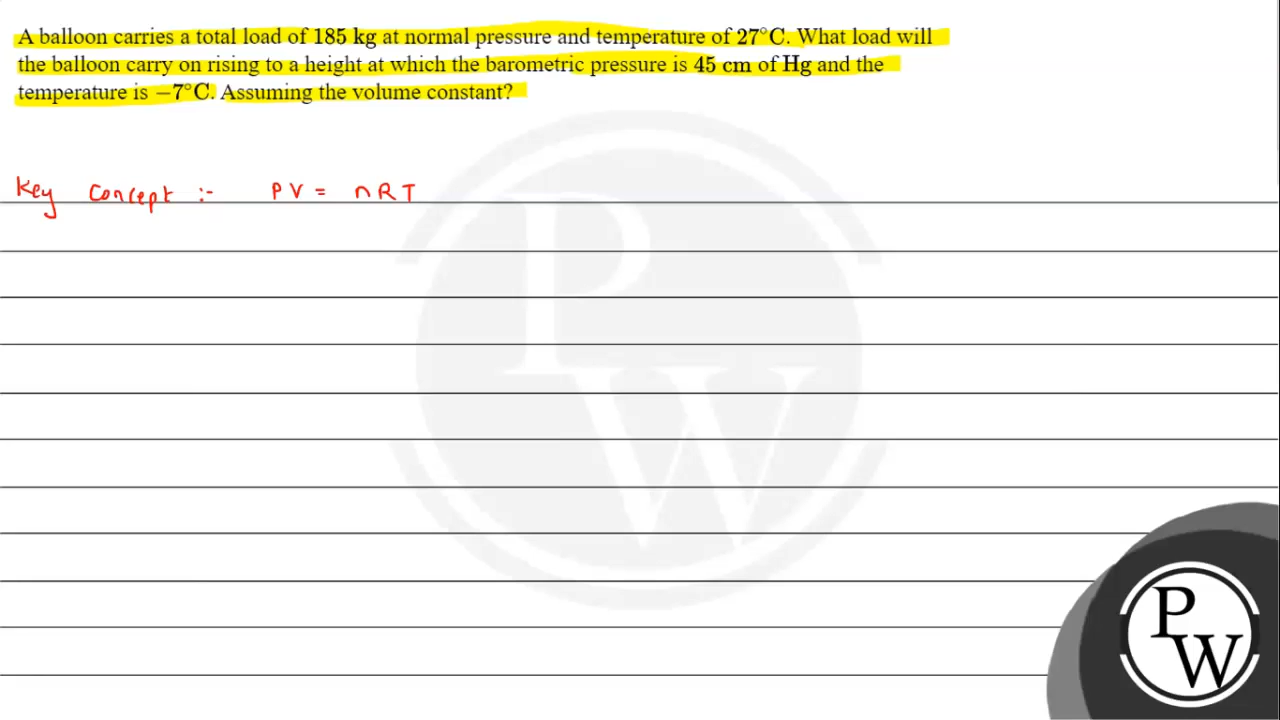 A balloon carries a total load of 185 kg at normal pressure and temperature of 27°C. What load will
the balloon carry on rising to a height at which the barometric pressure is 45 cm of Hg and the
temperature is −7°C. Assuming the volume constant?
Key Concept :- PV = nRT
P
W
P
W